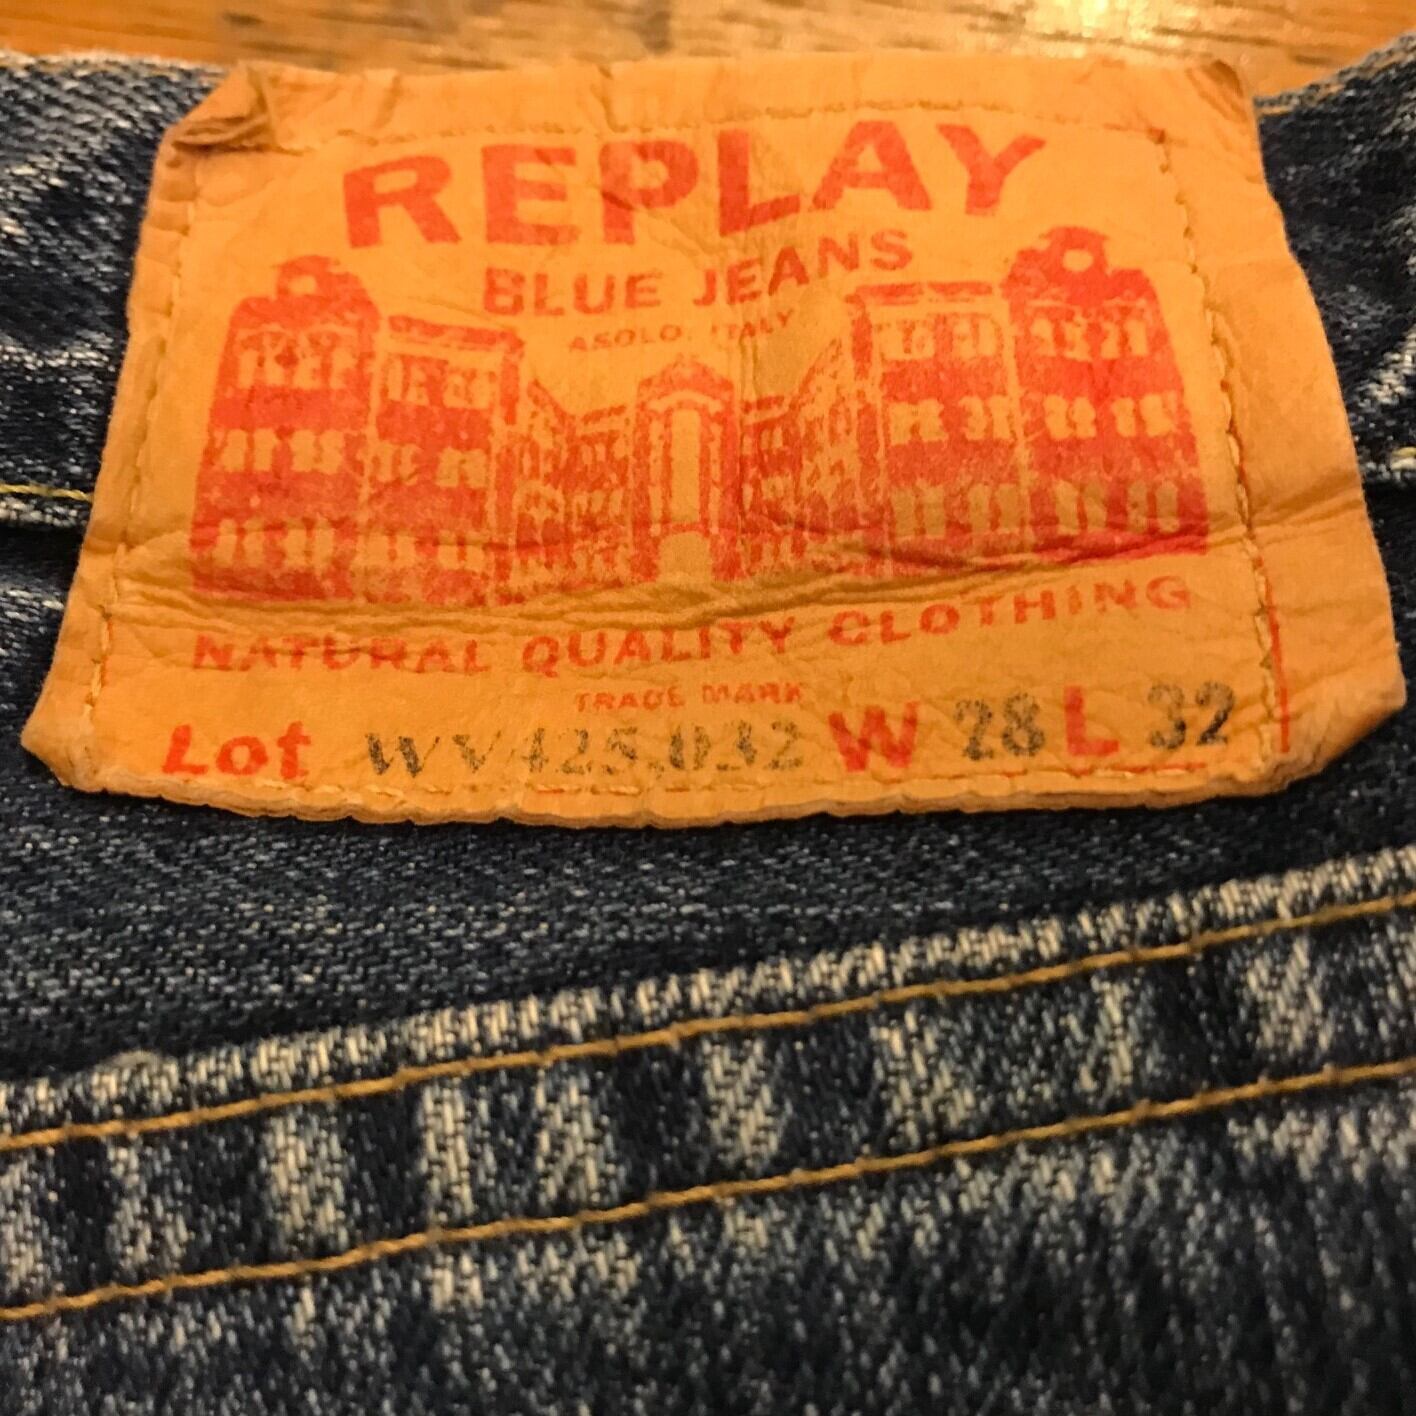 REPLAY
BLUE JEANS
ASOLO, ITALY
NATURAL QUALITY CLOTHING
TRADE MARK
Lot WV425.032 W 28 L 32